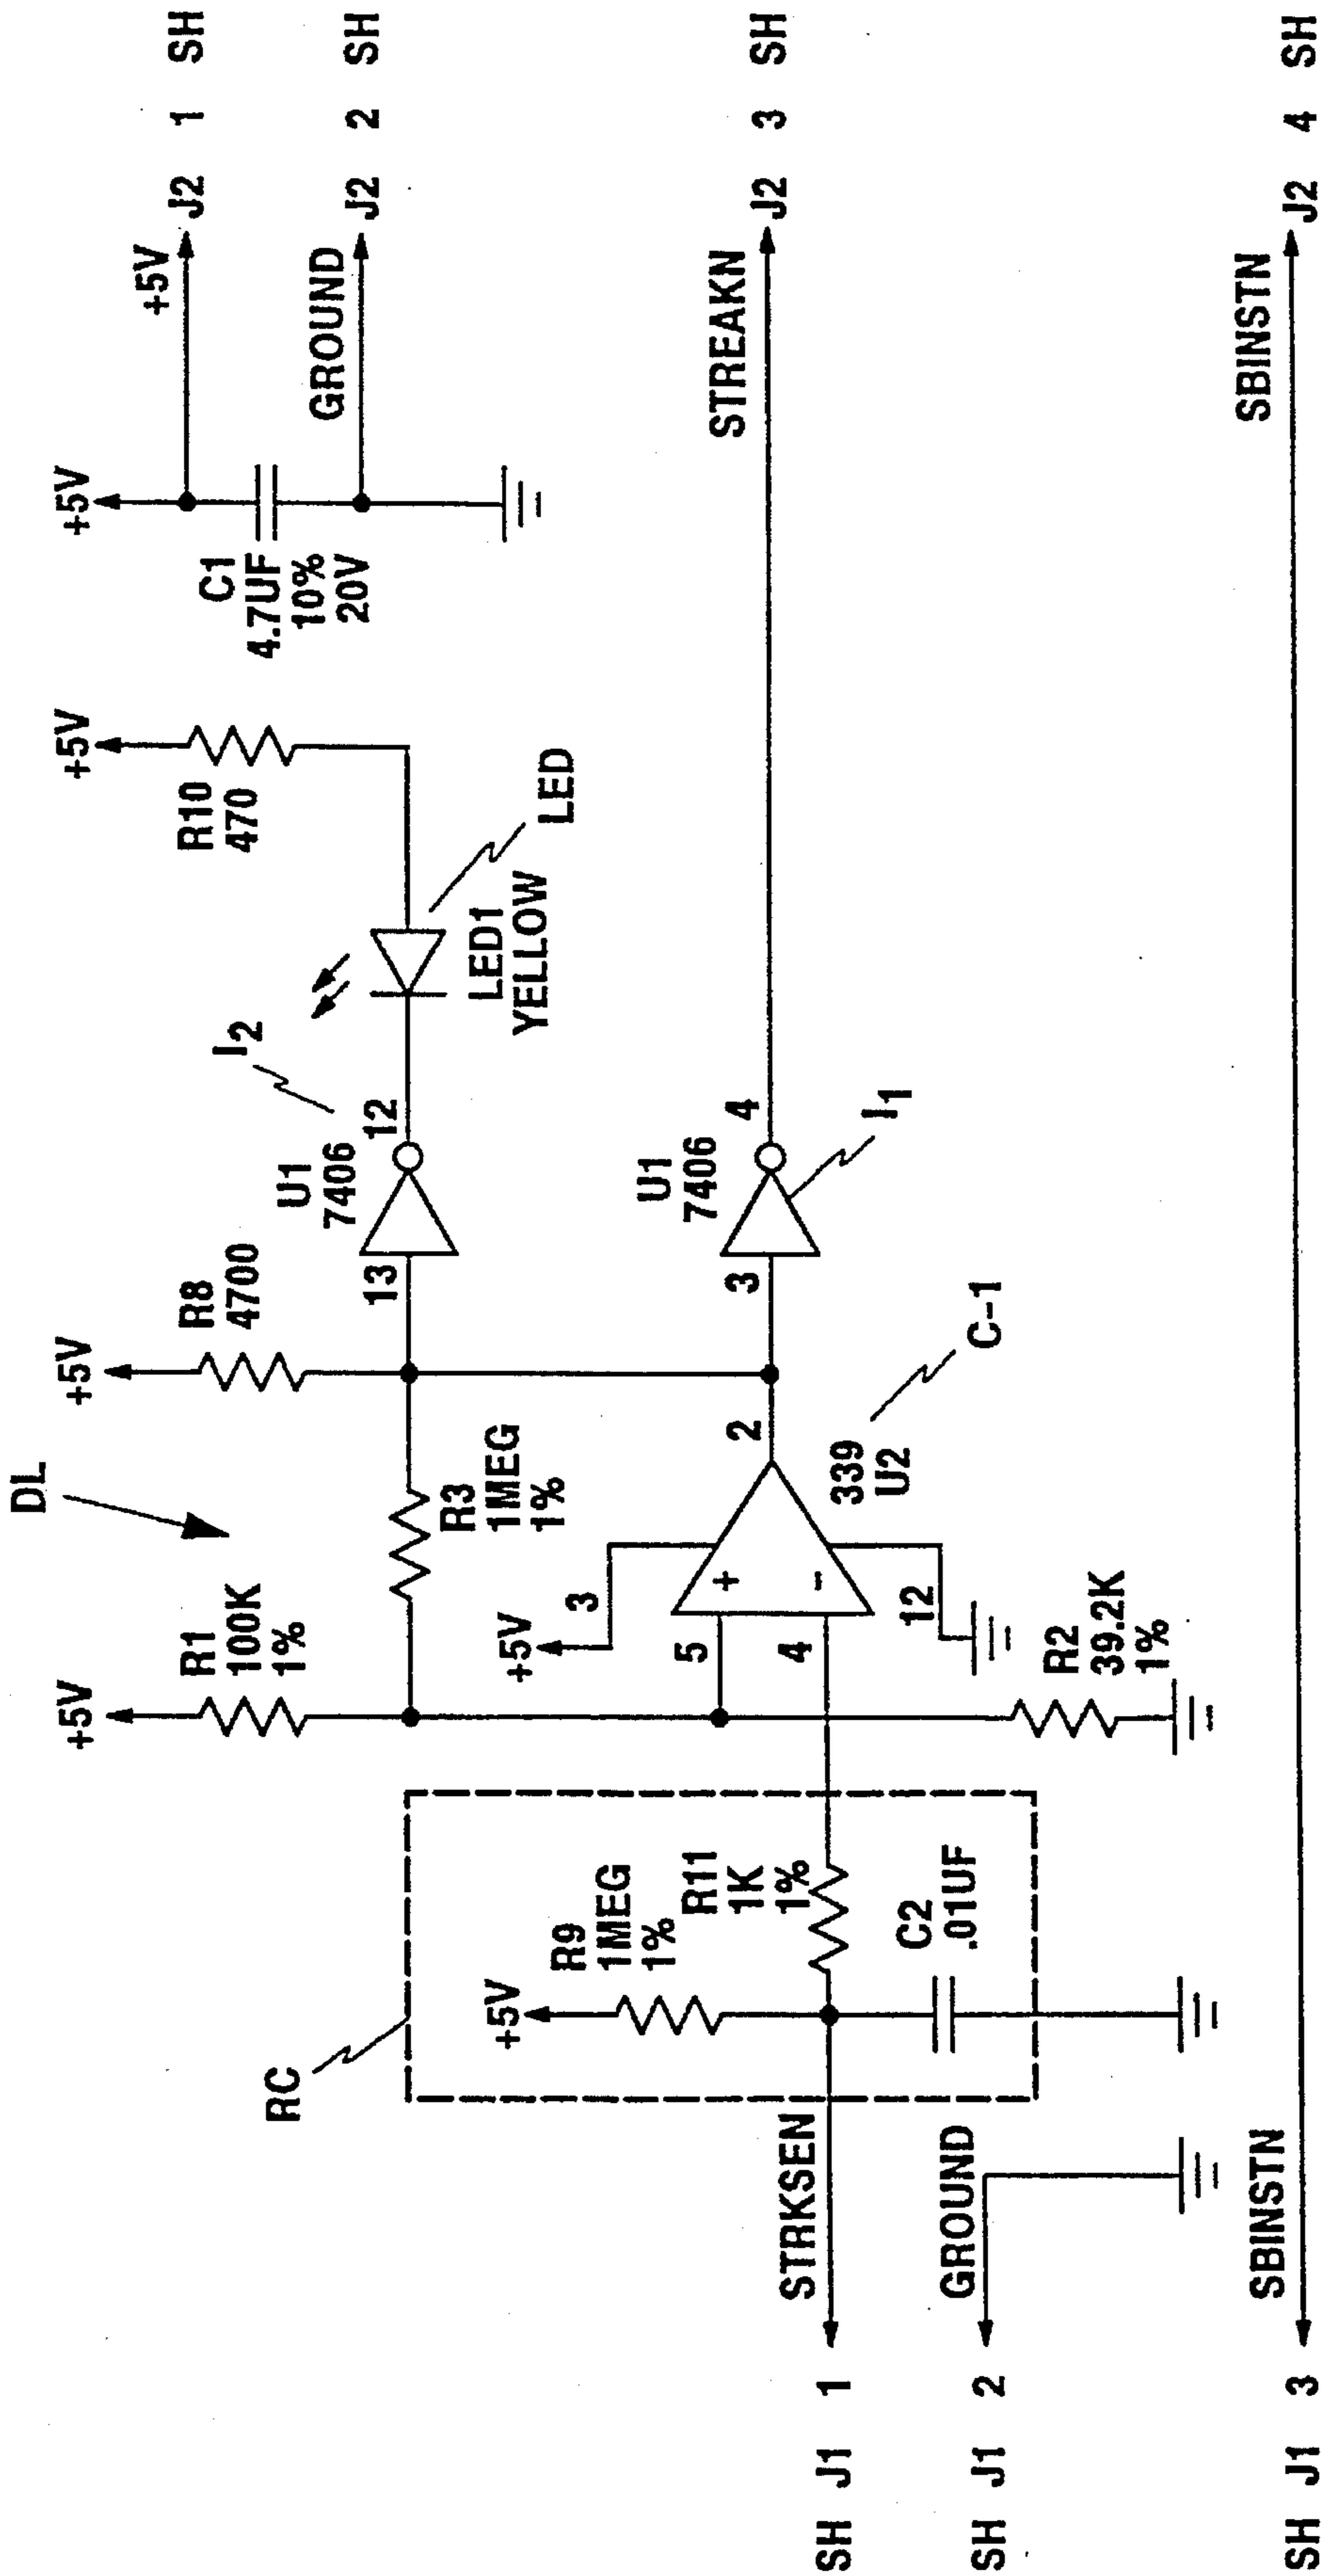 DL
+5V
R1
100K
1%
+5V
R8
4700
+5V
R10
470
+5V
C1
4.7UF
10%
20V
+5V
J2 1 SH
GROUND
J2 2 SH
R3
1MEG
1%
13
U1
7406
12
I2
LED1
YELLOW
LED
RC
+5V
R9
1MEG
1%
R11
1K
1%
C2
.01UF
+5V
3
5
4
+
-
12
2
339
U2
C-1
R2
39.2K
1%
3
U1
7406
4
I1
STREAKN
J2 3 SH
STRKSEN
SH J1 1
GROUND
SH J1 2
SBINSTN
SH J1 3
SBINSTN
J2 4 SH